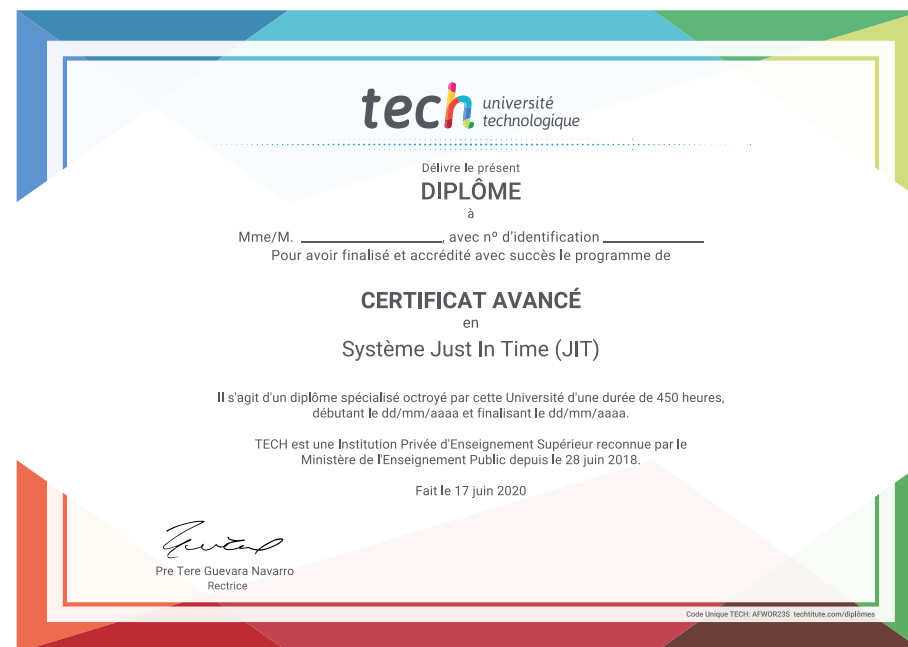 tech université
technologique
Délivre le présent
DIPLÔME
à
Mme/M. ____________________, avec nº d'identification ______________
Pour avoir finalisé et accrédité avec succès le programme de
CERTIFICAT AVANCÉ
en
Système Just In Time (JIT)
Il s'agit d'un diplôme spécialisé octroyé par cette Université d'une durée de 450 heures,
débutant le dd/mm/aaaa et finalisant le dd/mm/aaaa.
TECH est une Institution Privée d'Enseignement Supérieur reconnue par le
Ministère de l'Enseignement Public depuis le 28 juin 2018.
Fait le 17 juin 2020
Pre Tere Guevara Navarro
Rectrice
Code Unique TECH: AFWOR23S techtitute.com/diplômes